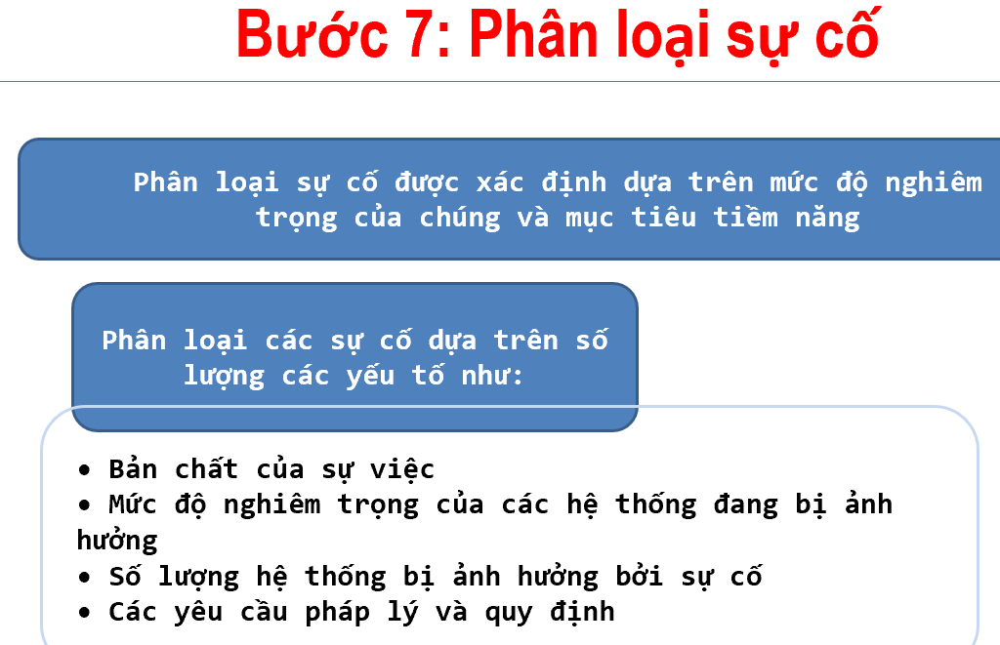 Bước 7: Phân loại sự cố
Phân loại sự cố được xác định dựa trên mức độ nghiêm
trọng của chúng và mục tiêu tiềm năng
Phân loại các sự cố dựa trên số
lượng các yếu tố như:
• Bản chất của sự việc
• Mức độ nghiêm trọng của các hệ thống đang bị ảnh
hưởng
• Số lượng hệ thống bị ảnh hưởng bởi sự cố
• Các yêu cầu pháp lý và quy định